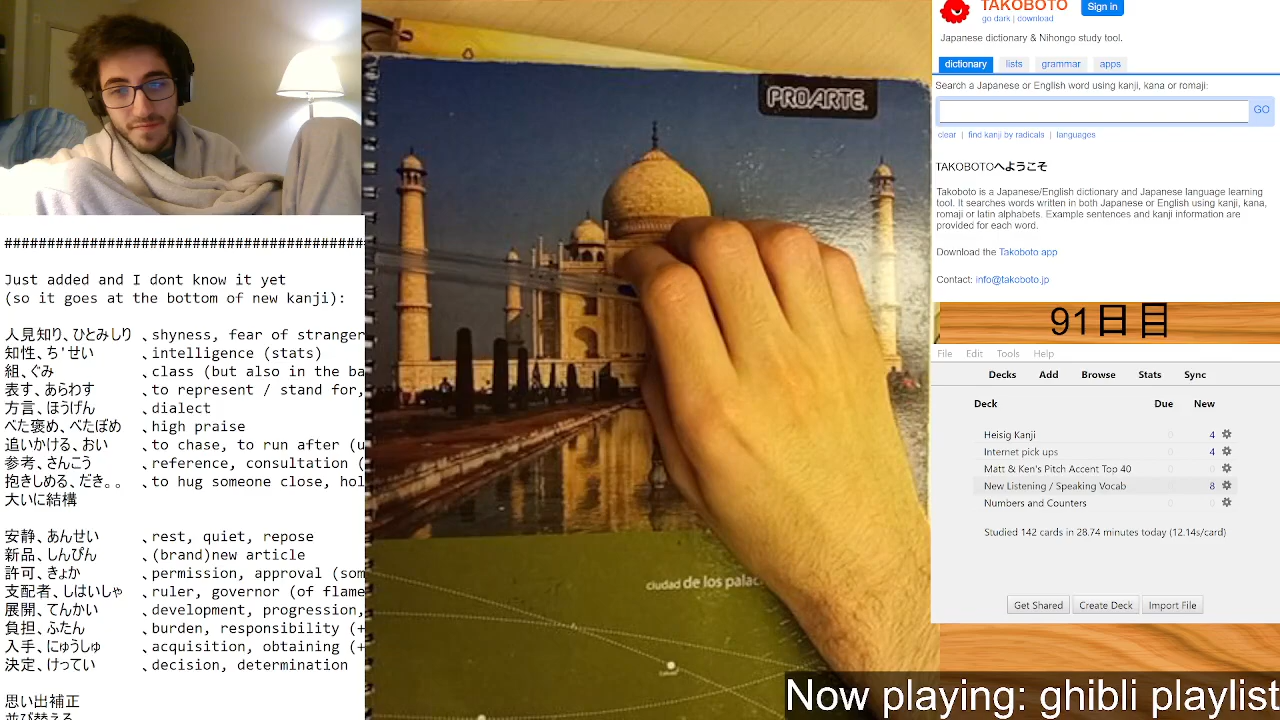 PROARTE.
ciudad de los palac
################################################
Just added and I dont know it yet
(so it goes at the bottom of new kanji):
人見知り、ひとみしり 、shyness, fear of stranger
知性、ち'せい 、intelligence (stats)
組、ぐみ 、class (but also in the ba
表す、あらわす 、to represent / stand for,
方言、ほうげん 、dialect
べた褒め、べたぼめ 、high praise
追いかける、おい 、to chase, to run after (u
参考、さんこう 、reference, consultation (
抱きしめる、だき。。 、to hug someone close, hol
大いに結構
安静、あんせい 、rest, quiet, repose
新品、しんぴん 、(brand)new article
許可、きょか 、permission, approval (som
支配者、しはいしゃ 、ruler, governor (of flame
展開、てんかい 、development, progression,
負担、ふたん 、burden, responsibility (+
入手、にゅうしゅ 、acquisition, obtaining (+
決定、けってい 、decision, determination
思い出補正
並び替える
TAKOBOTO
Sign in
go dark | download
Japanese dictionary & Nihongo study tool.
dictionary lists grammar apps
Search a Japanese or English word using kanji, kana or romaji:
GO
clear | find kanji by radicals | languages
TAKOBOTOへようこそ
Takoboto is a Japanese/English dictionary and Japanese language learning
tool. It searches words written in both Japanese or English using kanji, kana,
romaji or latin alphabets. Example sentences and kanji information are
provided for each word.
Download the Takoboto app
Contact: info@takoboto.jp
91日目
File Edit Tools Help
Decks Add Browse Stats Sync
Deck Due New
Heisig Kanji 0 4
Internet pick ups 0 4
Matt & Ken's Pitch Accent Top 40 0 0
New Listening / Speaking Vocab 0 8
Numbers and Counters 0 0
Studied 142 cards in 28.74 minutes today (12.14s/card)
Get Shared Create Deck Import File
Now playing: ghibli playlist